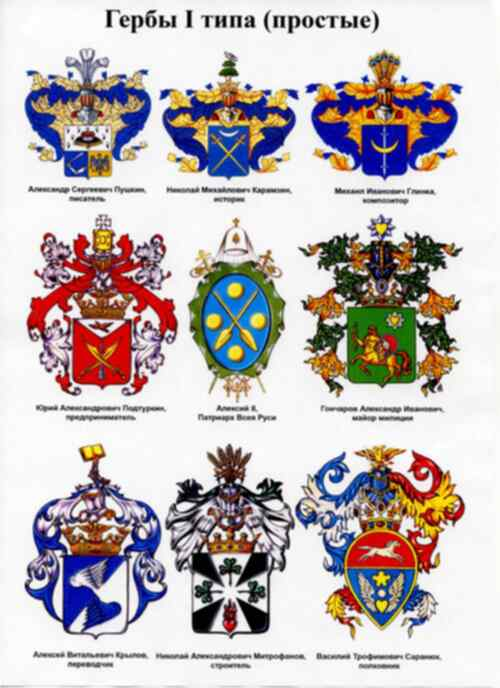 Гербы I типа (простые)
Александр Сергеевич Пушкин,
писатель
Николай Михайлович Карамзин,
историк
Михаил Иванович Глинка,
композитор
Юрий Александрович Подтуркин,
предприниматель
Алексий II,
Патриарх Всея Руси
Гончаров Александр Иванович,
майор милиции
Алексей Витальевич Крылов,
переводчик
Николай Александрович Митрофанов,
строитель
Василий Трофимович Саранюк,
полковник